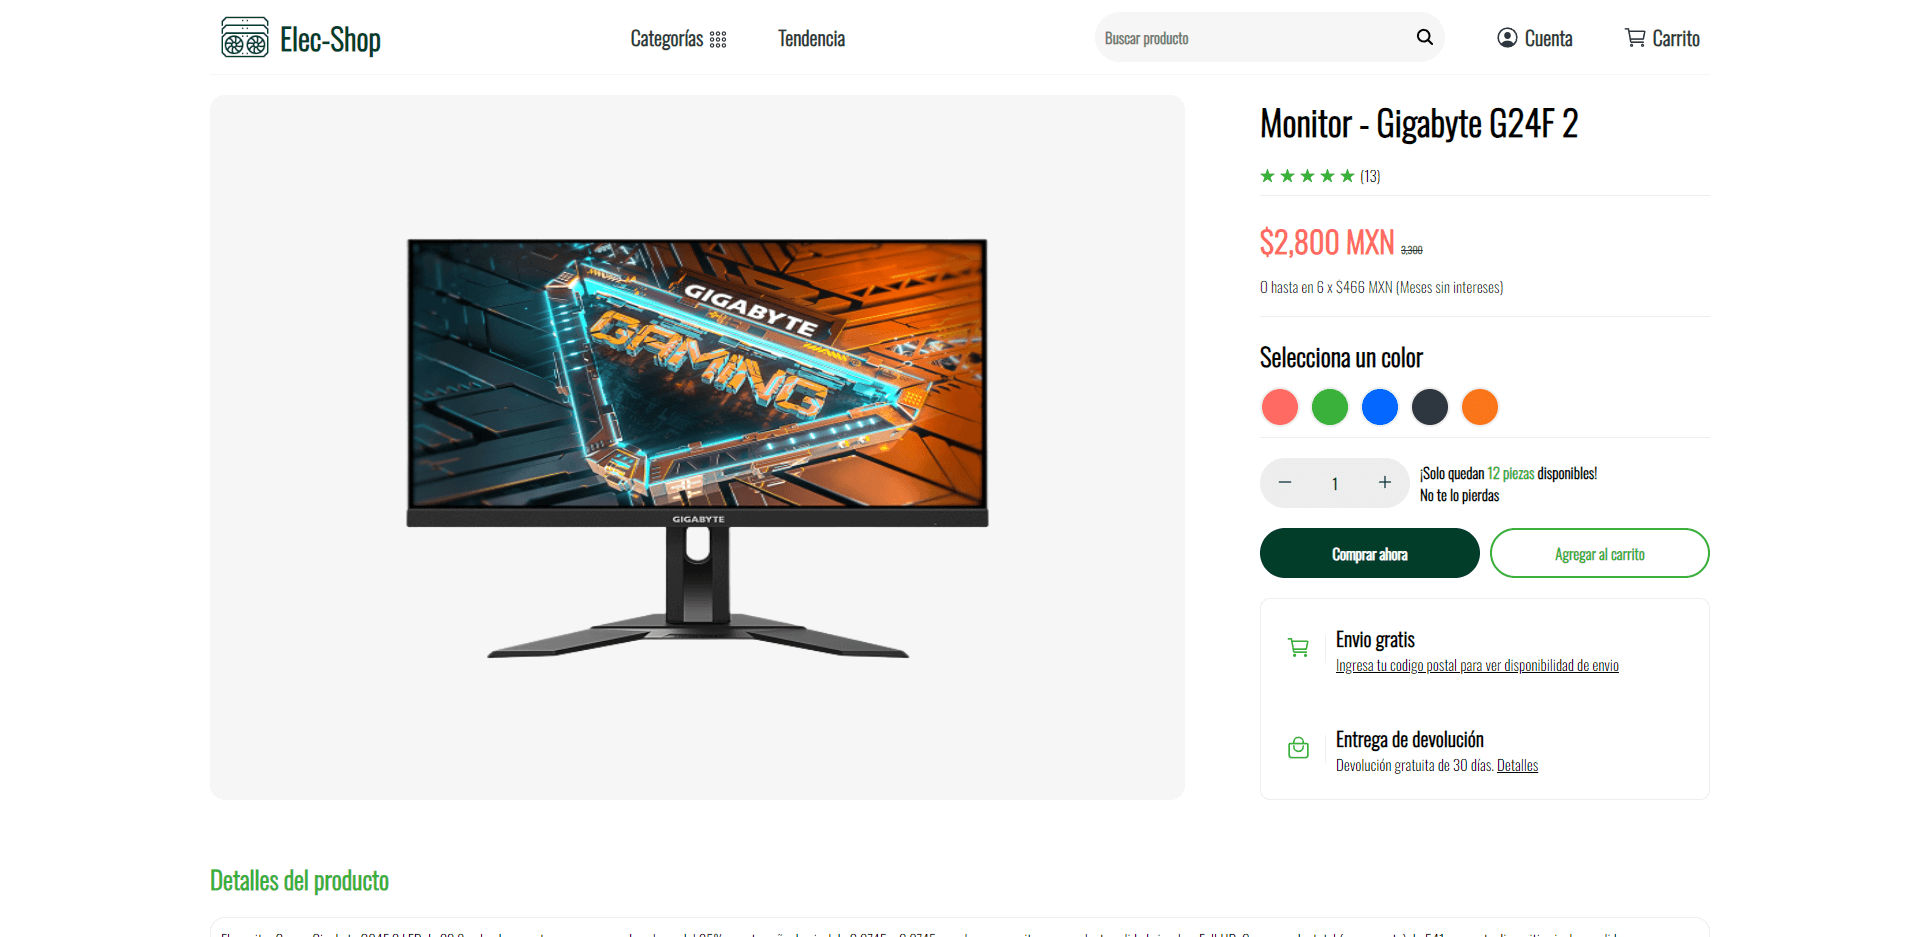 Elec-Shop
Categorías
Tendencia
Buscar producto
Cuenta
Carrito
GIGABYTE
GAMING
GIGABYTE
Monitor - Gigabyte G24F 2
(13)
$2,800 MXN 3,300
O hasta en 6 x $466 MXN (Meses sin intereses)
Selecciona un color
1
¡Solo quedan 12 piezas disponibles!
No te lo pierdas
Comprar ahora
Agregar al carrito
Envio gratis
Ingresa tu codigo postal para ver disponibilidad de envio
Entrega de devolución
Devolución gratuita de 30 días. Detalles
Detalles del producto